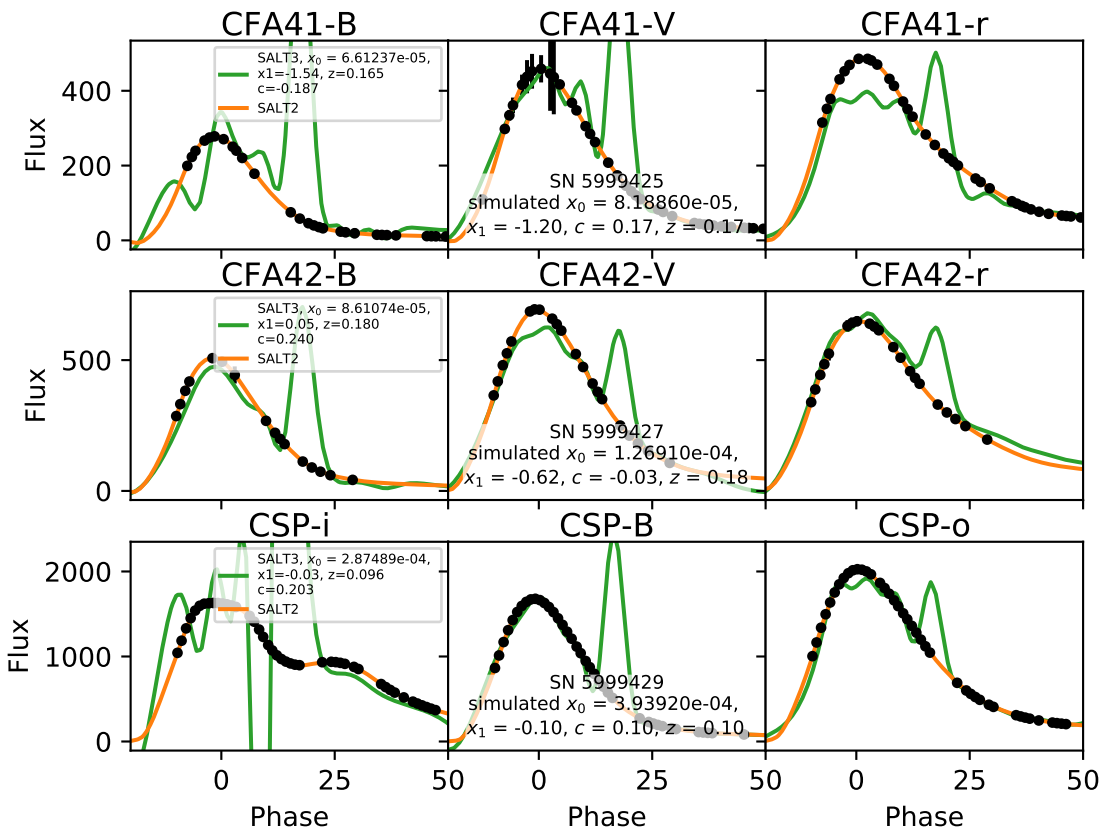 CFA41-B CFA41-V CFA41-r
Flux
400
200
0
SALT3, x₀ = 6.61237e-05,
x1=-1.54, z=0.165
c=-0.187
SALT2
SN 5999425
simulated x₀ = 8.18860e-05,
x₁ = -1.20, c = 0.17, z = 0.17
CFA42-B CFA42-V CFA42-r
Flux
500
0
SALT3, x₀ = 8.61074e-05,
x1=0.05, z=0.180
c=0.240
SALT2
SN 5999427
simulated x₀ = 1.26910e-04,
x₁ = -0.62, c = -0.03, z = 0.18
CSP-i CSP-B CSP-o
Flux
2000
1000
0
SALT3, x₀ = 2.87489e-04,
x1=-0.03, z=0.096
c=0.203
SALT2
SN 5999429
simulated x₀ = 3.93920e-04,
x₁ = -0.10, c = 0.10, z = 0.10
0 25 50 0 25 50 0 25 50
Phase Phase Phase